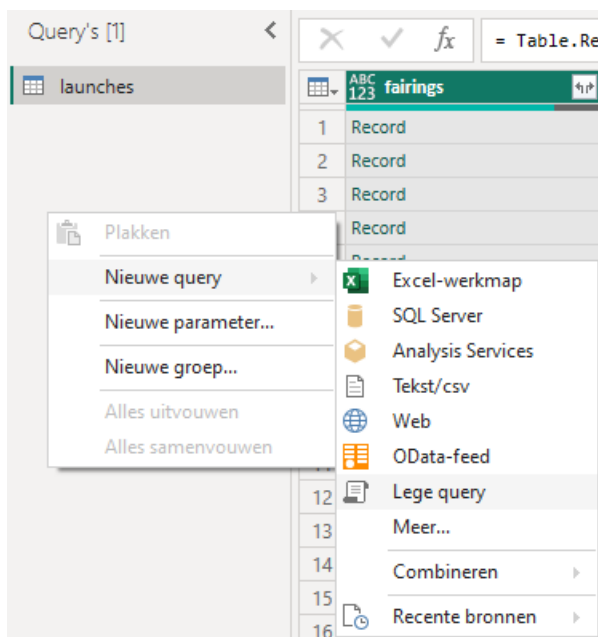 Query's [1]
fx
= Table.Re
launches
ABC
123
fairings
1 Record
2 Record
3 Record
Record
Plakken
Nieuwe query
Nieuwe parameter...
Nieuwe groep...
Alles uitvouwen
Alles samenvouwen
Excel-werkmap
SQL Server
Analysis Services
Tekst/csv
Web
OData-feed
Lege query
Meer...
Combineren
Recente bronnen
12
13
14
15
16